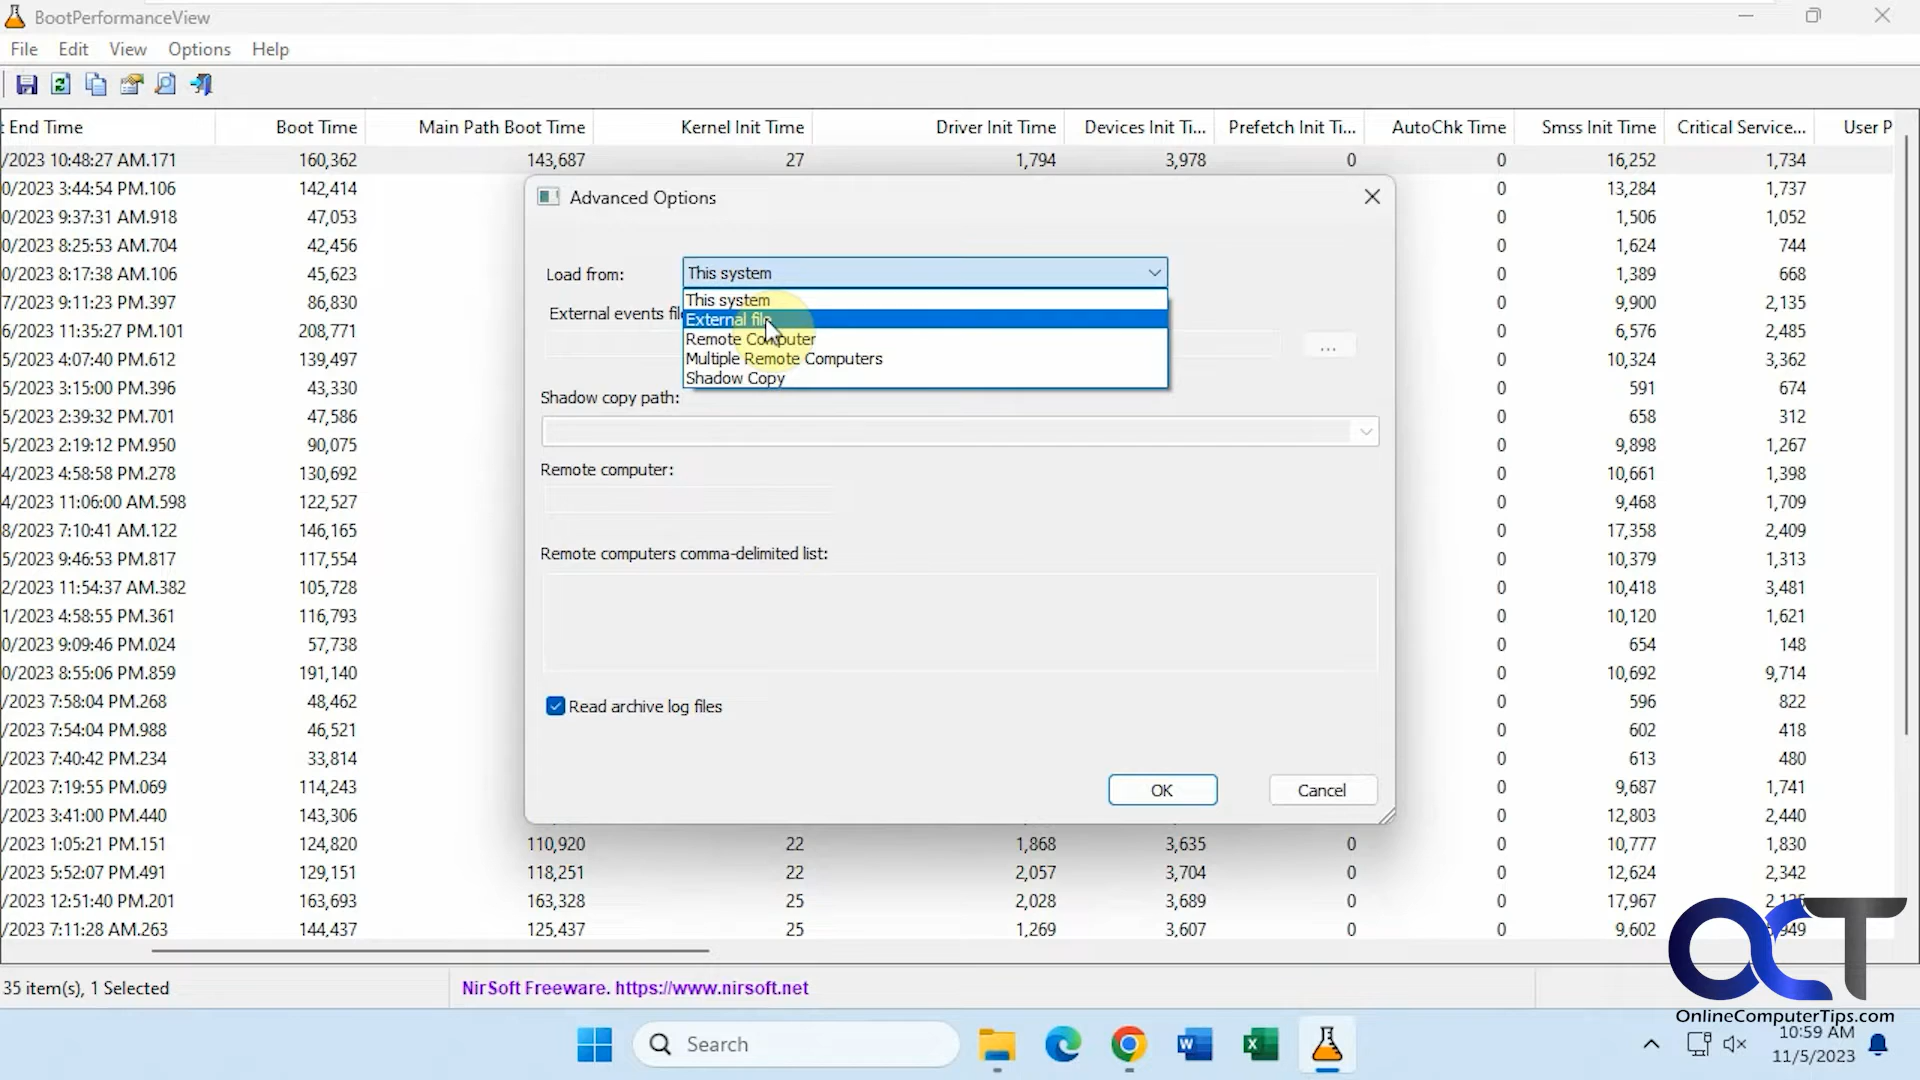 BootPerformanceView
File Edit View Options Help
: End Time Boot Time Main Path Boot Time Kernel Init Time Driver Init Time Devices Init Ti... Prefetch Init Ti... AutoChk Time Smss Init Time Critical Service... User P
/2023 10:48:27 AM.171 160,362 143,687 27 1,794 3,978 0 0 16,252 1,734
0/2023 3:44:54 PM.106 142,414 0 13,284 1,737
0/2023 9:37:31 AM.918 47,053 0 1,506 1,052
0/2023 8:25:53 AM.704 42,456 0 1,624 744
0/2023 8:17:38 AM.106 45,623 0 1,389 668
7/2023 9:11:23 PM.397 86,830 0 9,900 2,135
6/2023 11:35:27 PM.101 208,771 0 6,576 2,485
5/2023 4:07:40 PM.612 139,497 0 10,324 3,362
5/2023 3:15:00 PM.396 43,330 0 591 674
5/2023 2:39:32 PM.701 47,586 0 658 312
5/2023 2:19:12 PM.950 90,075 0 9,898 1,267
4/2023 4:58:58 PM.278 130,692 0 10,661 1,398
4/2023 11:06:00 AM.598 122,527 0 9,468 1,709
8/2023 7:10:41 AM.122 146,165 0 17,358 2,409
5/2023 9:46:53 PM.817 117,554 0 10,379 1,313
2/2023 11:54:37 AM.382 105,728 0 10,418 3,481
1/2023 4:58:55 PM.361 116,793 0 10,120 1,621
0/2023 9:09:46 PM.024 57,738 0 654 148
0/2023 8:55:06 PM.859 191,140 0 10,692 9,714
/2023 7:58:04 PM.268 48,462 0 596 822
/2023 7:54:04 PM.988 46,521 0 602 418
/2023 7:40:42 PM.234 33,814 0 613 480
/2023 7:19:55 PM.069 114,243 0 9,687 1,741
/2023 3:41:00 PM.440 143,306 0 12,803 2,440
/2023 1:05:21 PM.151 124,820 110,920 22 1,868 3,635 0 0 10,777 1,830
/2023 5:52:07 PM.491 129,151 118,251 22 2,057 3,704 0 0 12,624 2,342
/2023 12:51:40 PM.201 163,693 163,328 25 2,028 3,689 0 0 17,967
/2023 7:11:28 AM.263 144,437 125,437 25 1,269 3,607 0 0 9,602
Advanced Options
Load from: This system
This system
External events fil
External file
Remote Computer
...
Multiple Remote Computers
Shadow Copy
Shadow copy path:
Remote computer:
Remote computers comma-delimited list:
Read archive log files
OK Cancel
35 item(s), 1 Selected NirSoft Freeware. https://www.nirsoft.net
OCT
OnlineComputerTips.com
Search
10:59 AM
11/5/2023